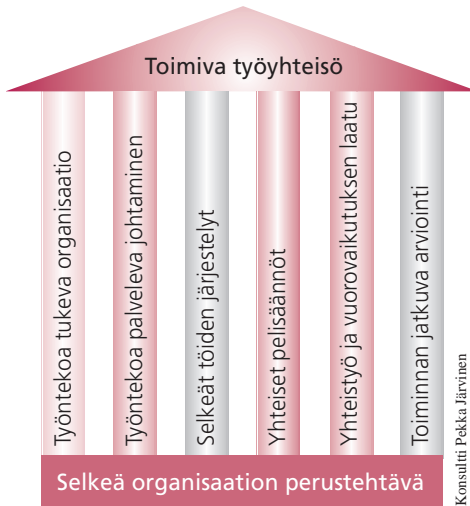 Toimiva työyhteisö
Työntekoa tukeva organisaatio
Työntekoa palveleva johtaminen
Selkeät töiden järjestelyt
Yhteiset pelisäännöt
Yhteistyö ja vuorovaikutuksen laatu
Toiminnan jatkuva arviointi
Selkeä organisaation perustehtävä
Konsultti Pekka Järvinen